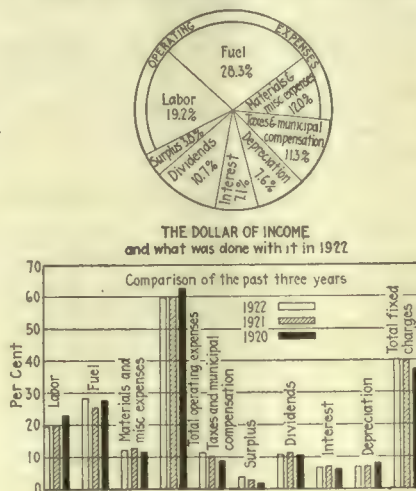 OPERATING EXPENSES
Fuel
28.3%
Materials &
misc expenses
12.0%
Taxes & municipal
compensation
11.3%
Depreciation
7.6%
Interest
7.1%
Dividends
10.7%
Surplus 3.8%
Labor
19.2%
THE DOLLAR OF INCOME
and what was done with it in 1922
Comparison of the past three years
1922
1921
1920
Per Cent
70
60
50
40
30
20
10
0
Labor
Fuel
Materials and
misc expenses
Total operating expenses
Taxes and municipal
compensation
Surplus
Dividends
Interest
Depreciation
Total fixed
charges